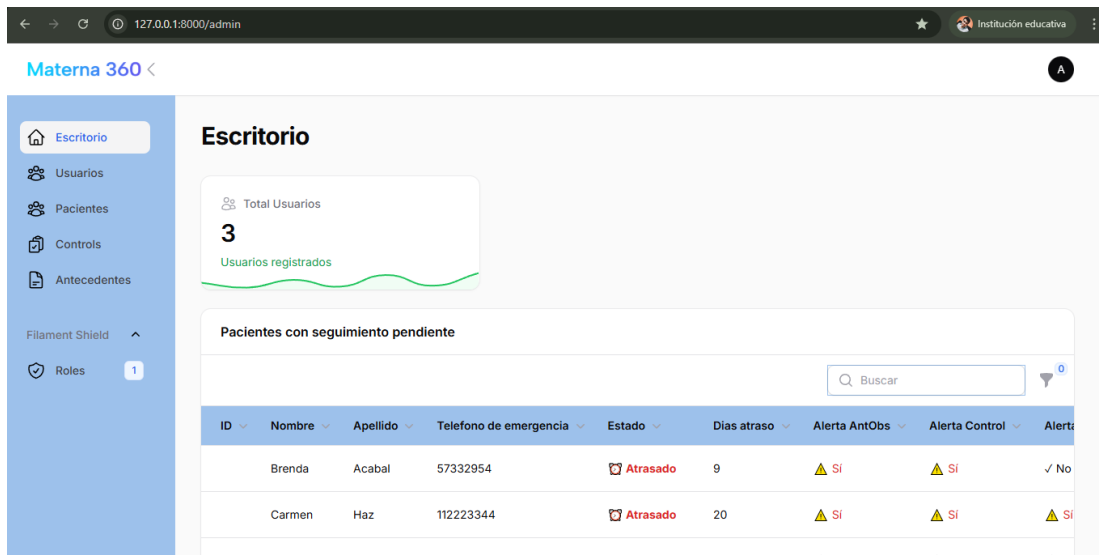 127.0.0.1:8000/admin
Institución educativa
Materna 360
A
Escritorio
Usuarios
Pacientes
Controls
Antecedentes
Filament Shield
Roles 1
Escritorio
Total Usuarios
3
Usuarios registrados
Pacientes con seguimiento pendiente
Buscar
0
ID Nombre Apellido Telefono de emergencia Estado Dias atraso Alerta AntObs Alerta Control Alerta
Brenda Acabal 57332954 Atrasado 9 Sí Sí No
Carmen Haz 112223344 Atrasado 20 Sí Sí Sí